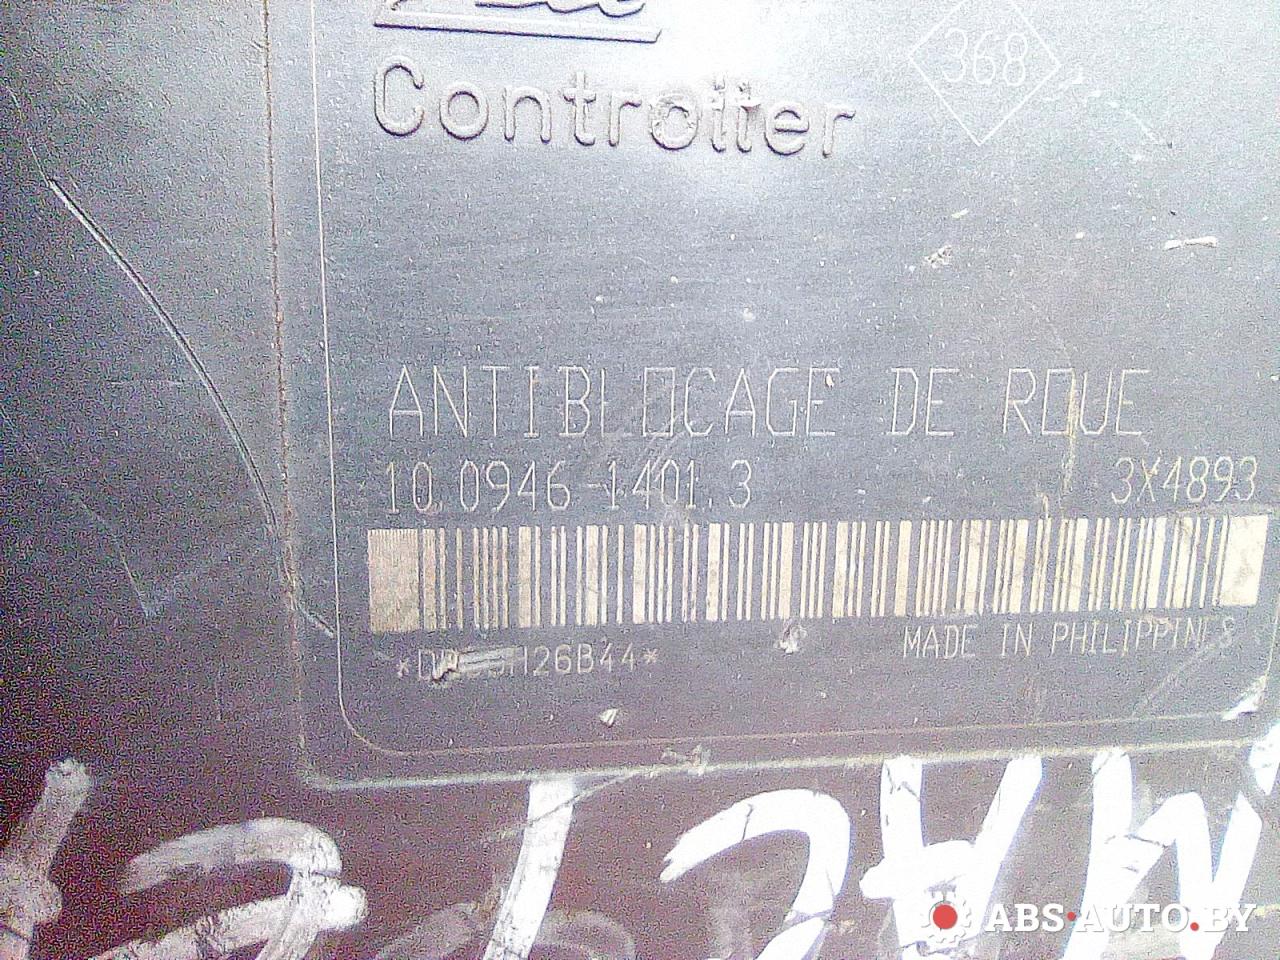 Controller
368
ANTIBLOCAGE DE ROUE
10.0946-1401.3
3X4893
MADE IN PHILIPPINES
ABS-AUTO.BY